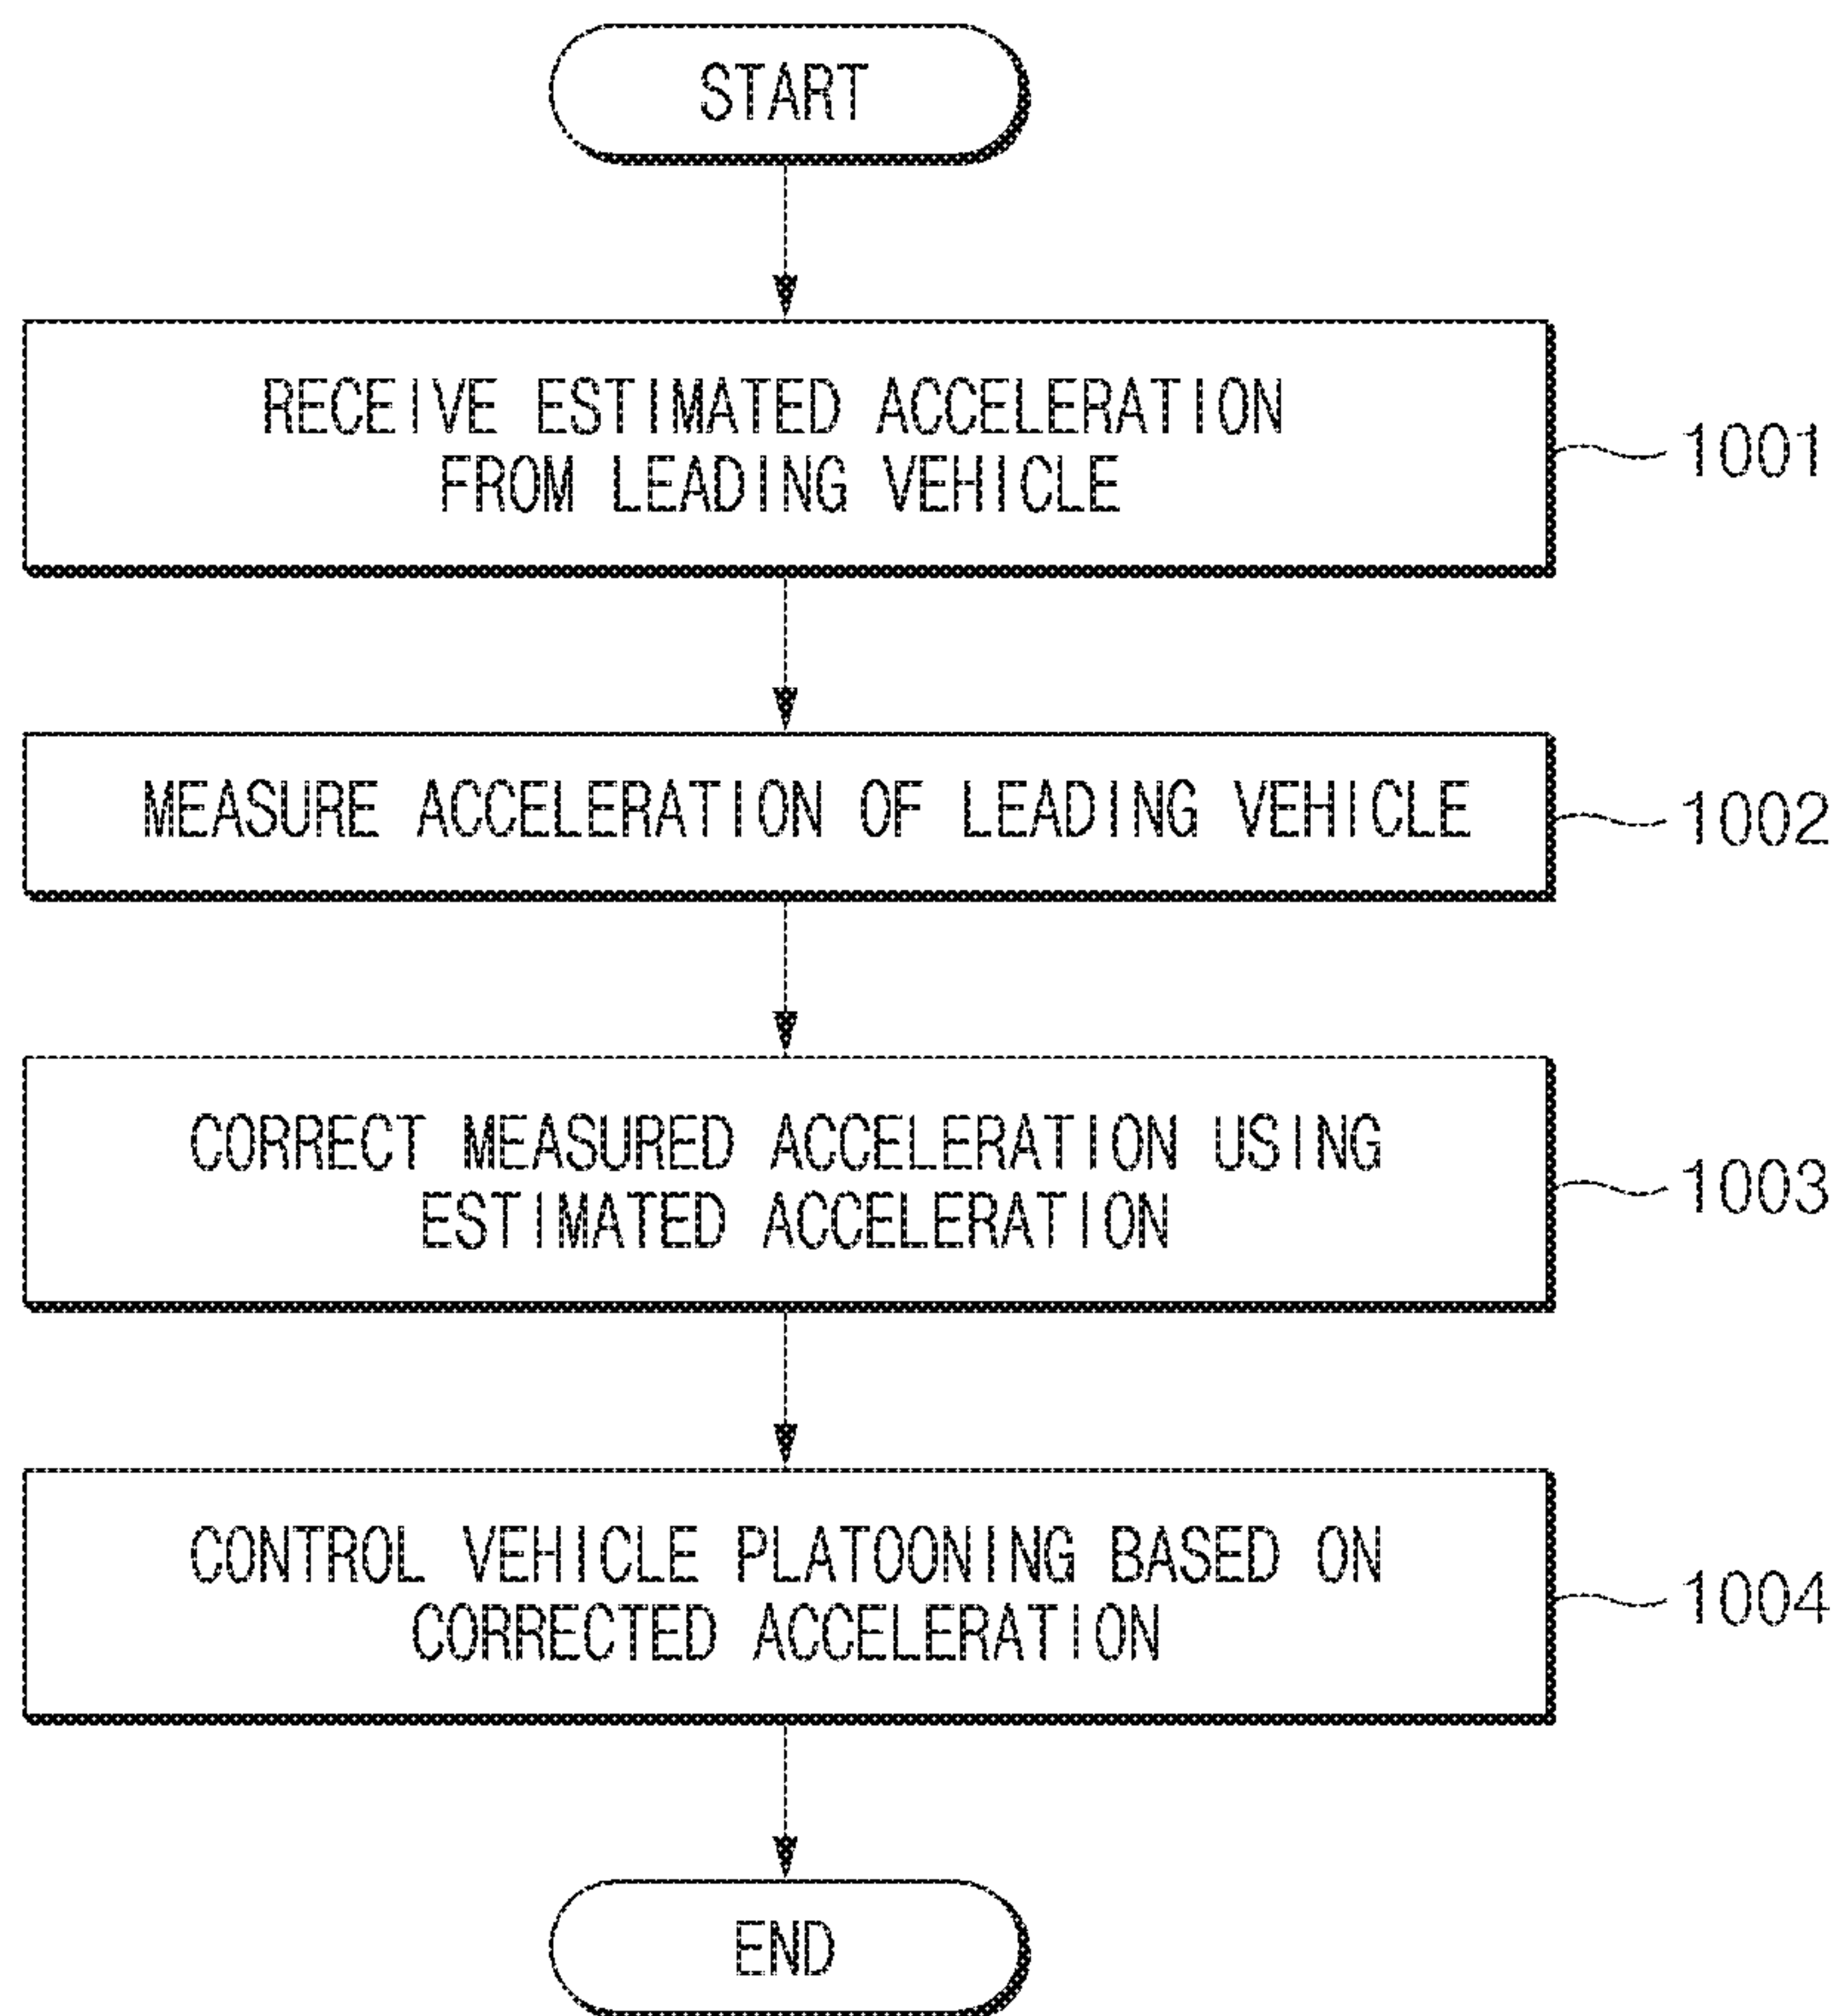 START
RECEIVE ESTIMATED ACCELERATION
FROM LEADING VEHICLE
1001
MEASURE ACCELERATION OF LEADING VEHICLE
1002
CORRECT MEASURED ACCELERATION USING
ESTIMATED ACCELERATION
1003
CONTROL VEHICLE PLATOONING BASED ON
CORRECTED ACCELERATION
1004
END